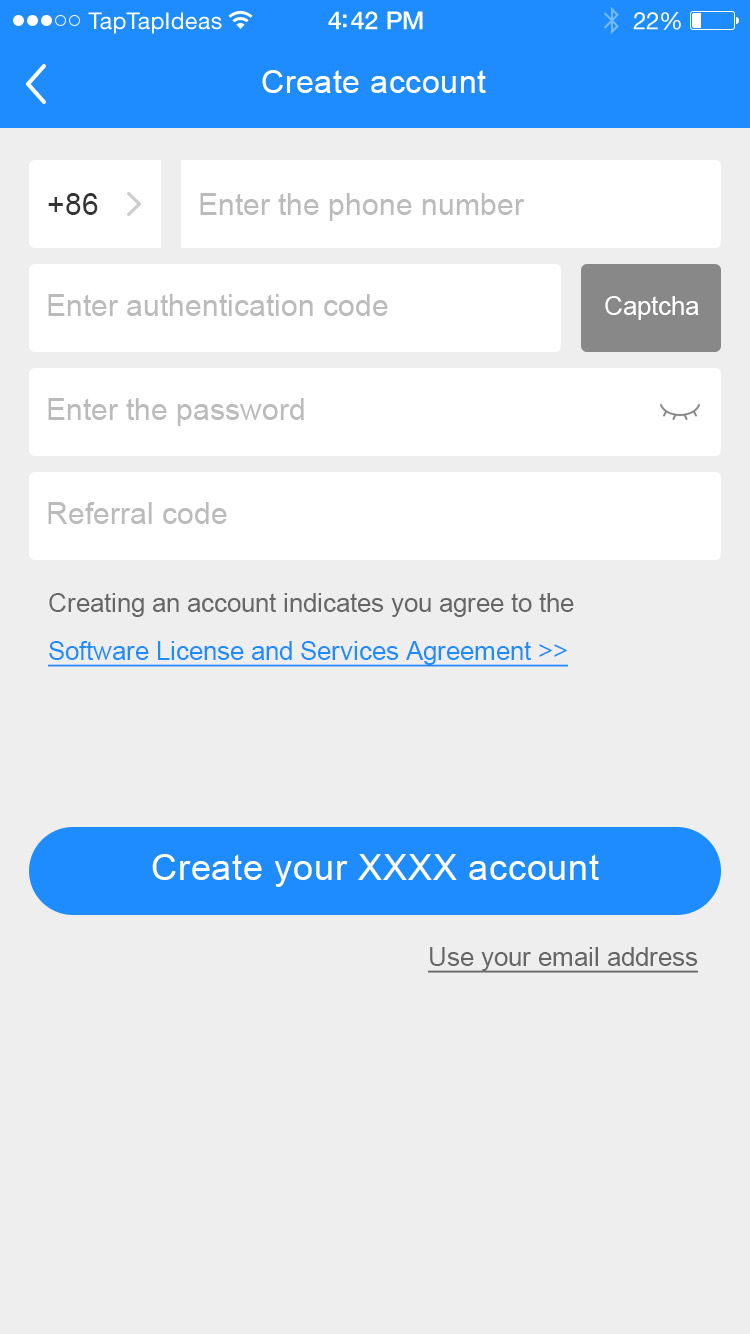 TapTapIdeas 4:42 PM 22%
Create account
+86 Enter the phone number
Enter authentication code Captcha
Enter the password
Referral code
Creating an account indicates you agree to the
Software License and Services Agreement >>
Create your XXXX account
Use your email address